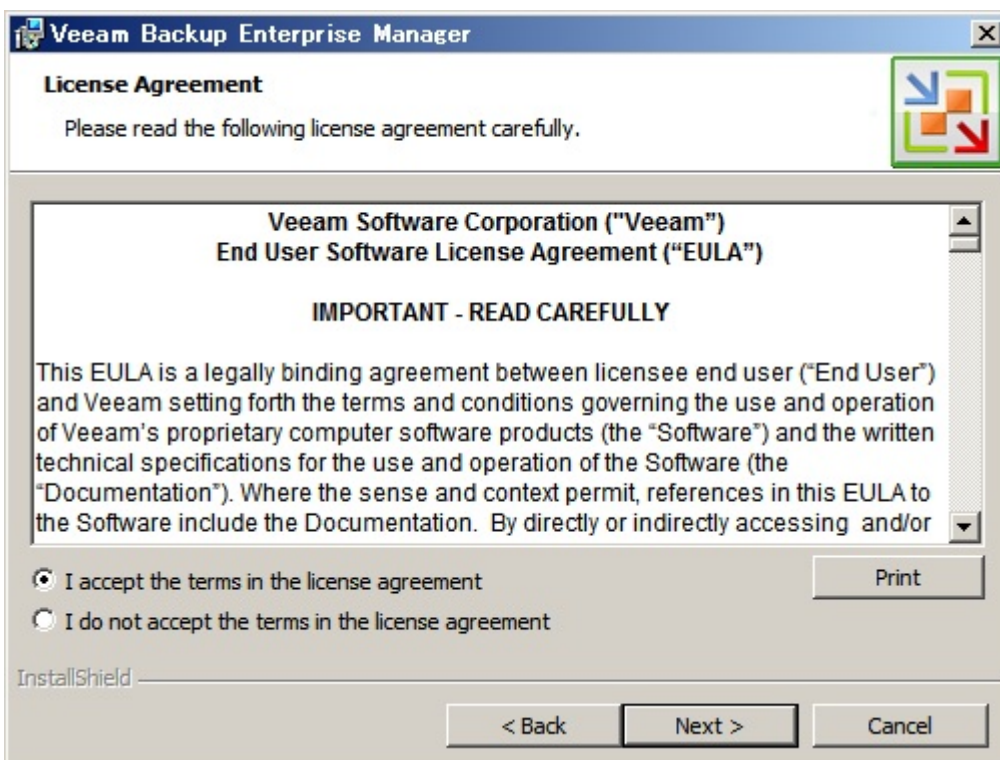 Veeam Backup Enterprise Manager
License Agreement
Please read the following license agreement carefully.
Veeam Software Corporation ("Veeam”)
End User Software License Agreement (“EULA”)
IMPORTANT - READ CAREFULLY
This EULA is a legally binding agreement between licensee end user (“End User”)
and Veeam setting forth the terms and conditions governing the use and operation
of Veeam’s proprietary computer software products (the “Software”) and the written
technical specifications for the use and operation of the Software (the
“Documentation”). Where the sense and context permit, references in this EULA to
the Software include the Documentation.  By directly or indirectly accessing  and/or
I accept the terms in the license agreement
Print
I do not accept the terms in the license agreement
InstallShield
< Back
Next >
Cancel